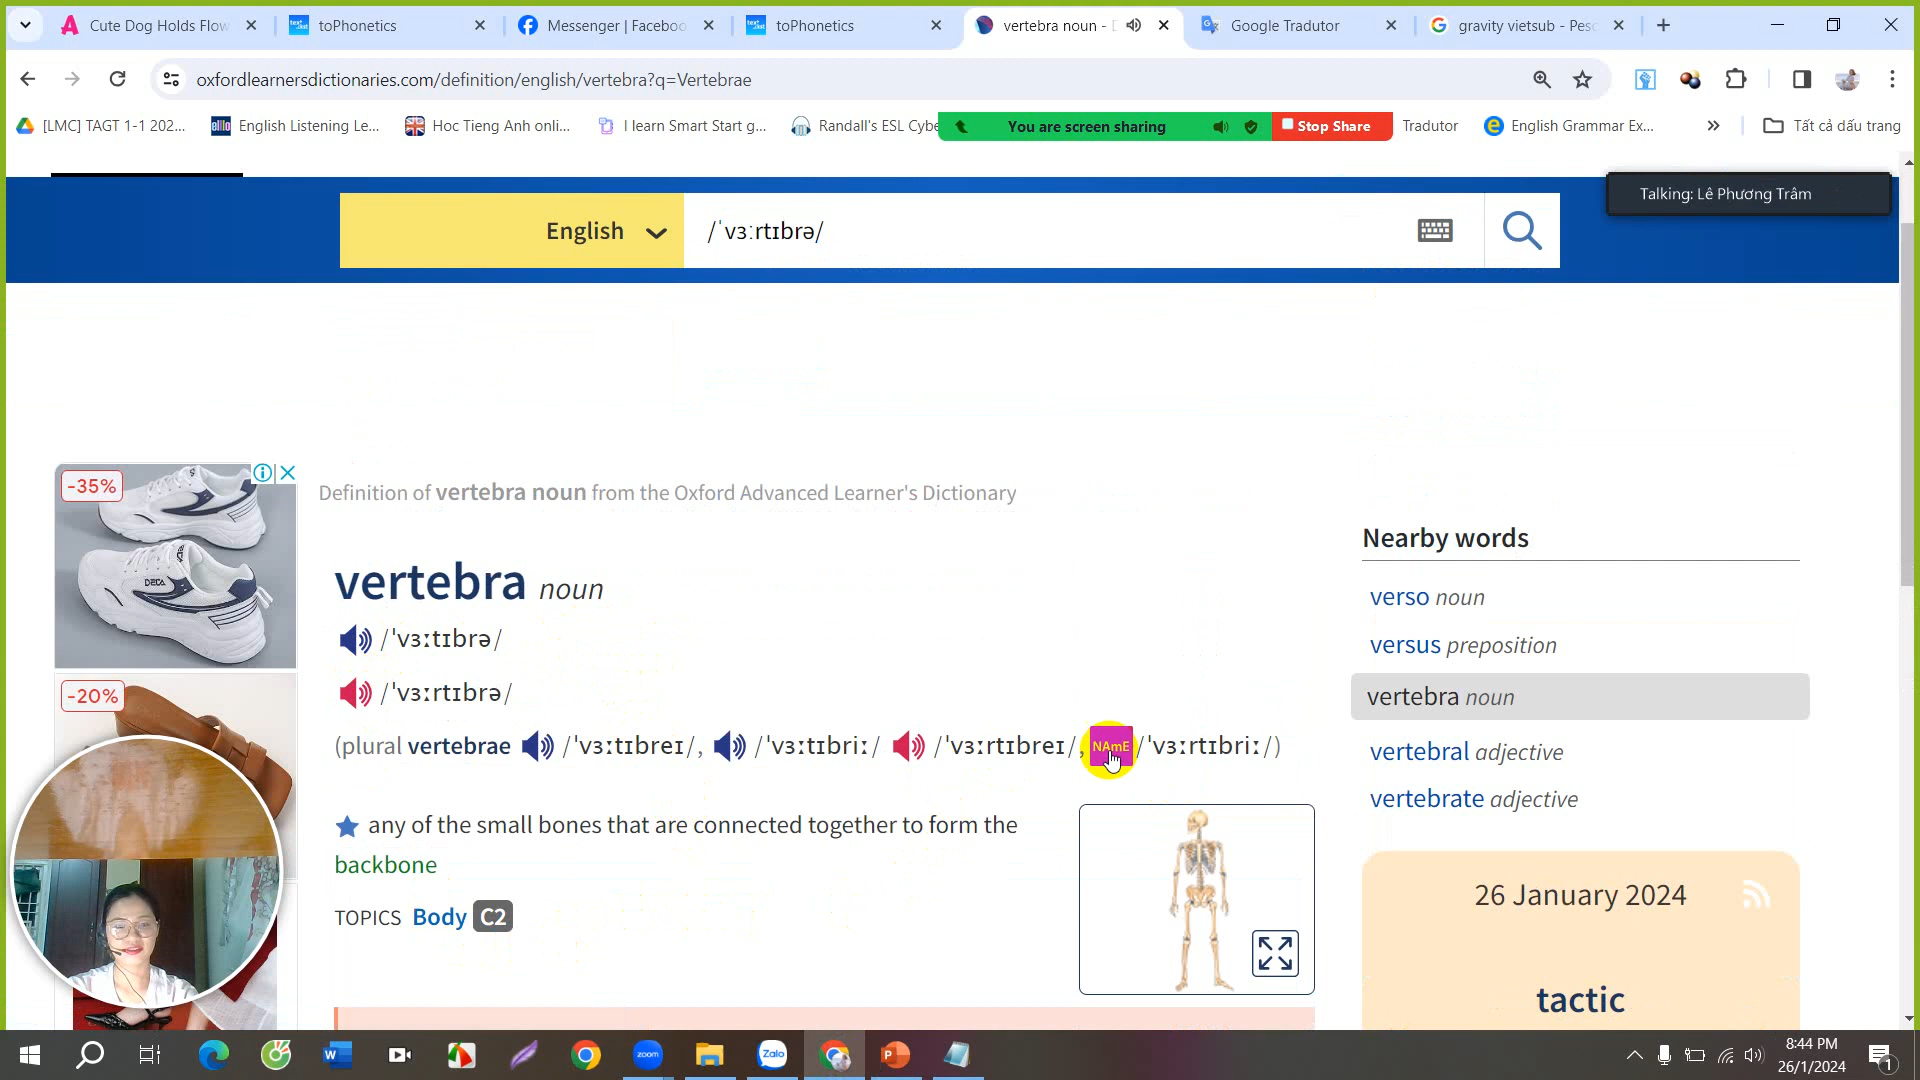 Cute Dog Holds Flow
toPhonetics
Messenger | Faceboo
toPhonetics
vertebra noun - D
Google Tradutor
gravity vietsub - Pesc
oxfordlearnersdictionaries.com/definition/english/vertebra?q=Vertebrae
[LMC] TAGT 1-1 202...
English Listening Le...
Hoc Tieng Anh onli...
I learn Smart Start g...
Randall's ESL Cybe
You are screen sharing
Stop Share
Tradutor
English Grammar Ex...
Tất cả dấu trang
Talking: Lê Phương Trâm
English
/ˈvɜːrtɪbrə/
-35%
Definition of vertebra noun from the Oxford Advanced Learner's Dictionary
vertebra noun
/ˈvɜːtɪbrə/
/ˈvɜːrtɪbrə/
(plural vertebrae /ˈvɜːtɪbreɪ/, /ˈvɜːtɪbriː/ /ˈvɜːrtɪbreɪ/, NAmE /ˈvɜːrtɪbriː/)
-20%
any of the small bones that are connected together to form the
backbone
TOPICS Body C2
Nearby words
verso noun
versus preposition
vertebra noun
vertebral adjective
vertebrate adjective
26 January 2024
tactic
zoom
Zalo
8:44 PM
26/1/2024
1